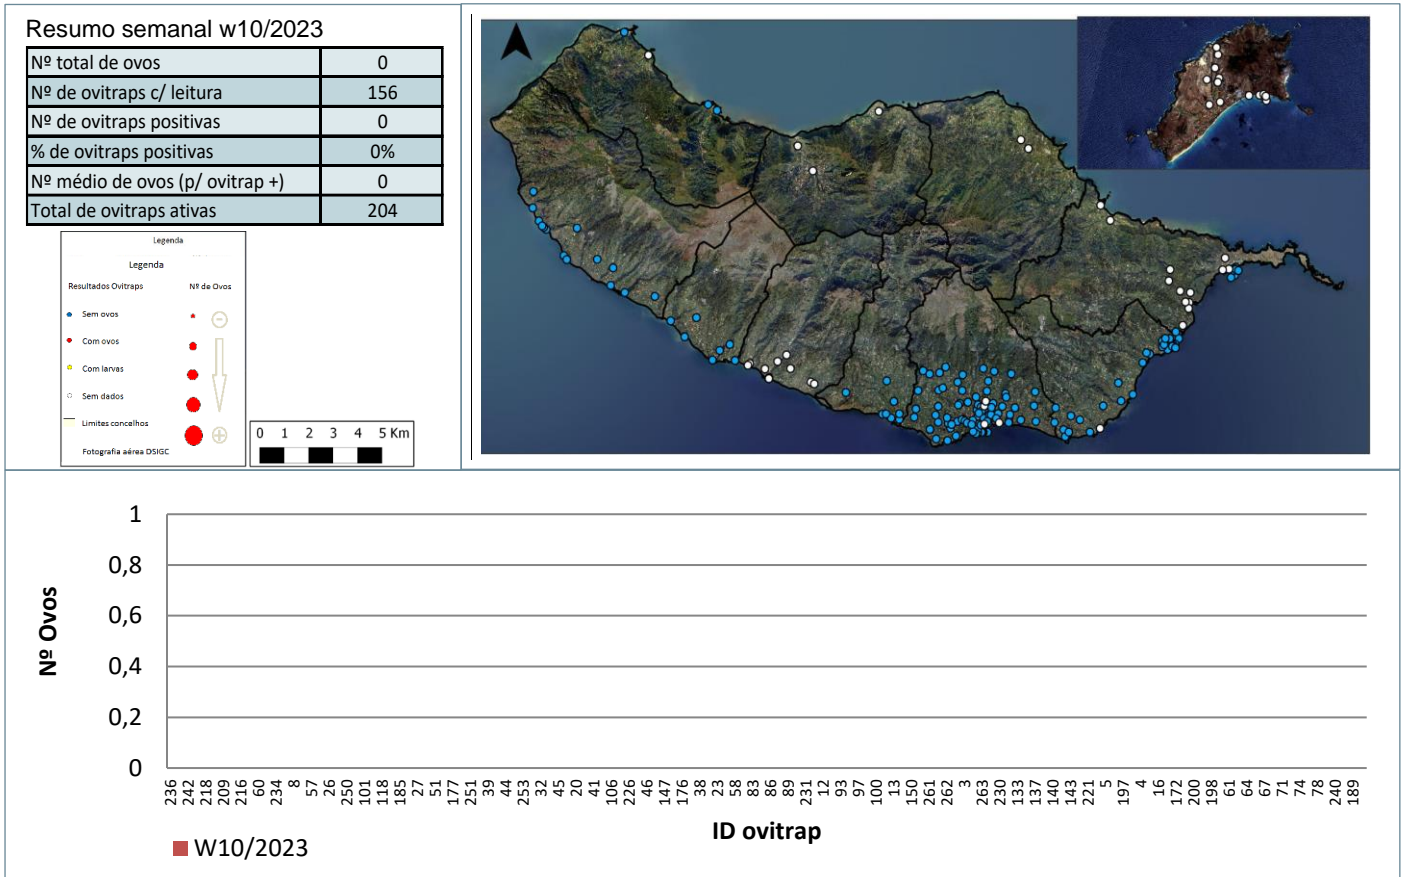 Resumo semanal w10/2023
Nº total de ovos 0
Nº de ovitraps c/ leitura 156
Nº de ovitraps positivas 0
% de ovitraps positivas 0%
Nº médio de ovos (p/ ovitrap +) 0
Total de ovitraps ativas 204
Legenda
Legenda
Resultados Ovitraps Nº de Ovos
Sem ovos
Com ovos
Com larvas
Sem dados
Limites concelhos
Fotografia aérea DSIGC
0 1 2 3 4 5 Km
1
0,8
0,6
0,4
0,2
0
Nº Ovos
236 242 218 209 216 60 234 8 57 26 250 101 118 185 27 51 177 251 39 44 253 32 45 20 41 106 226 46 147 176 38 23 58 83 86 89 231 12 93 97 100 13 150 261 262 3 263 230 133 137 140 143 221 5 197 4 16 172 200 198 61 64 67 71 74 78 240 189
ID ovitrap
W10/2023